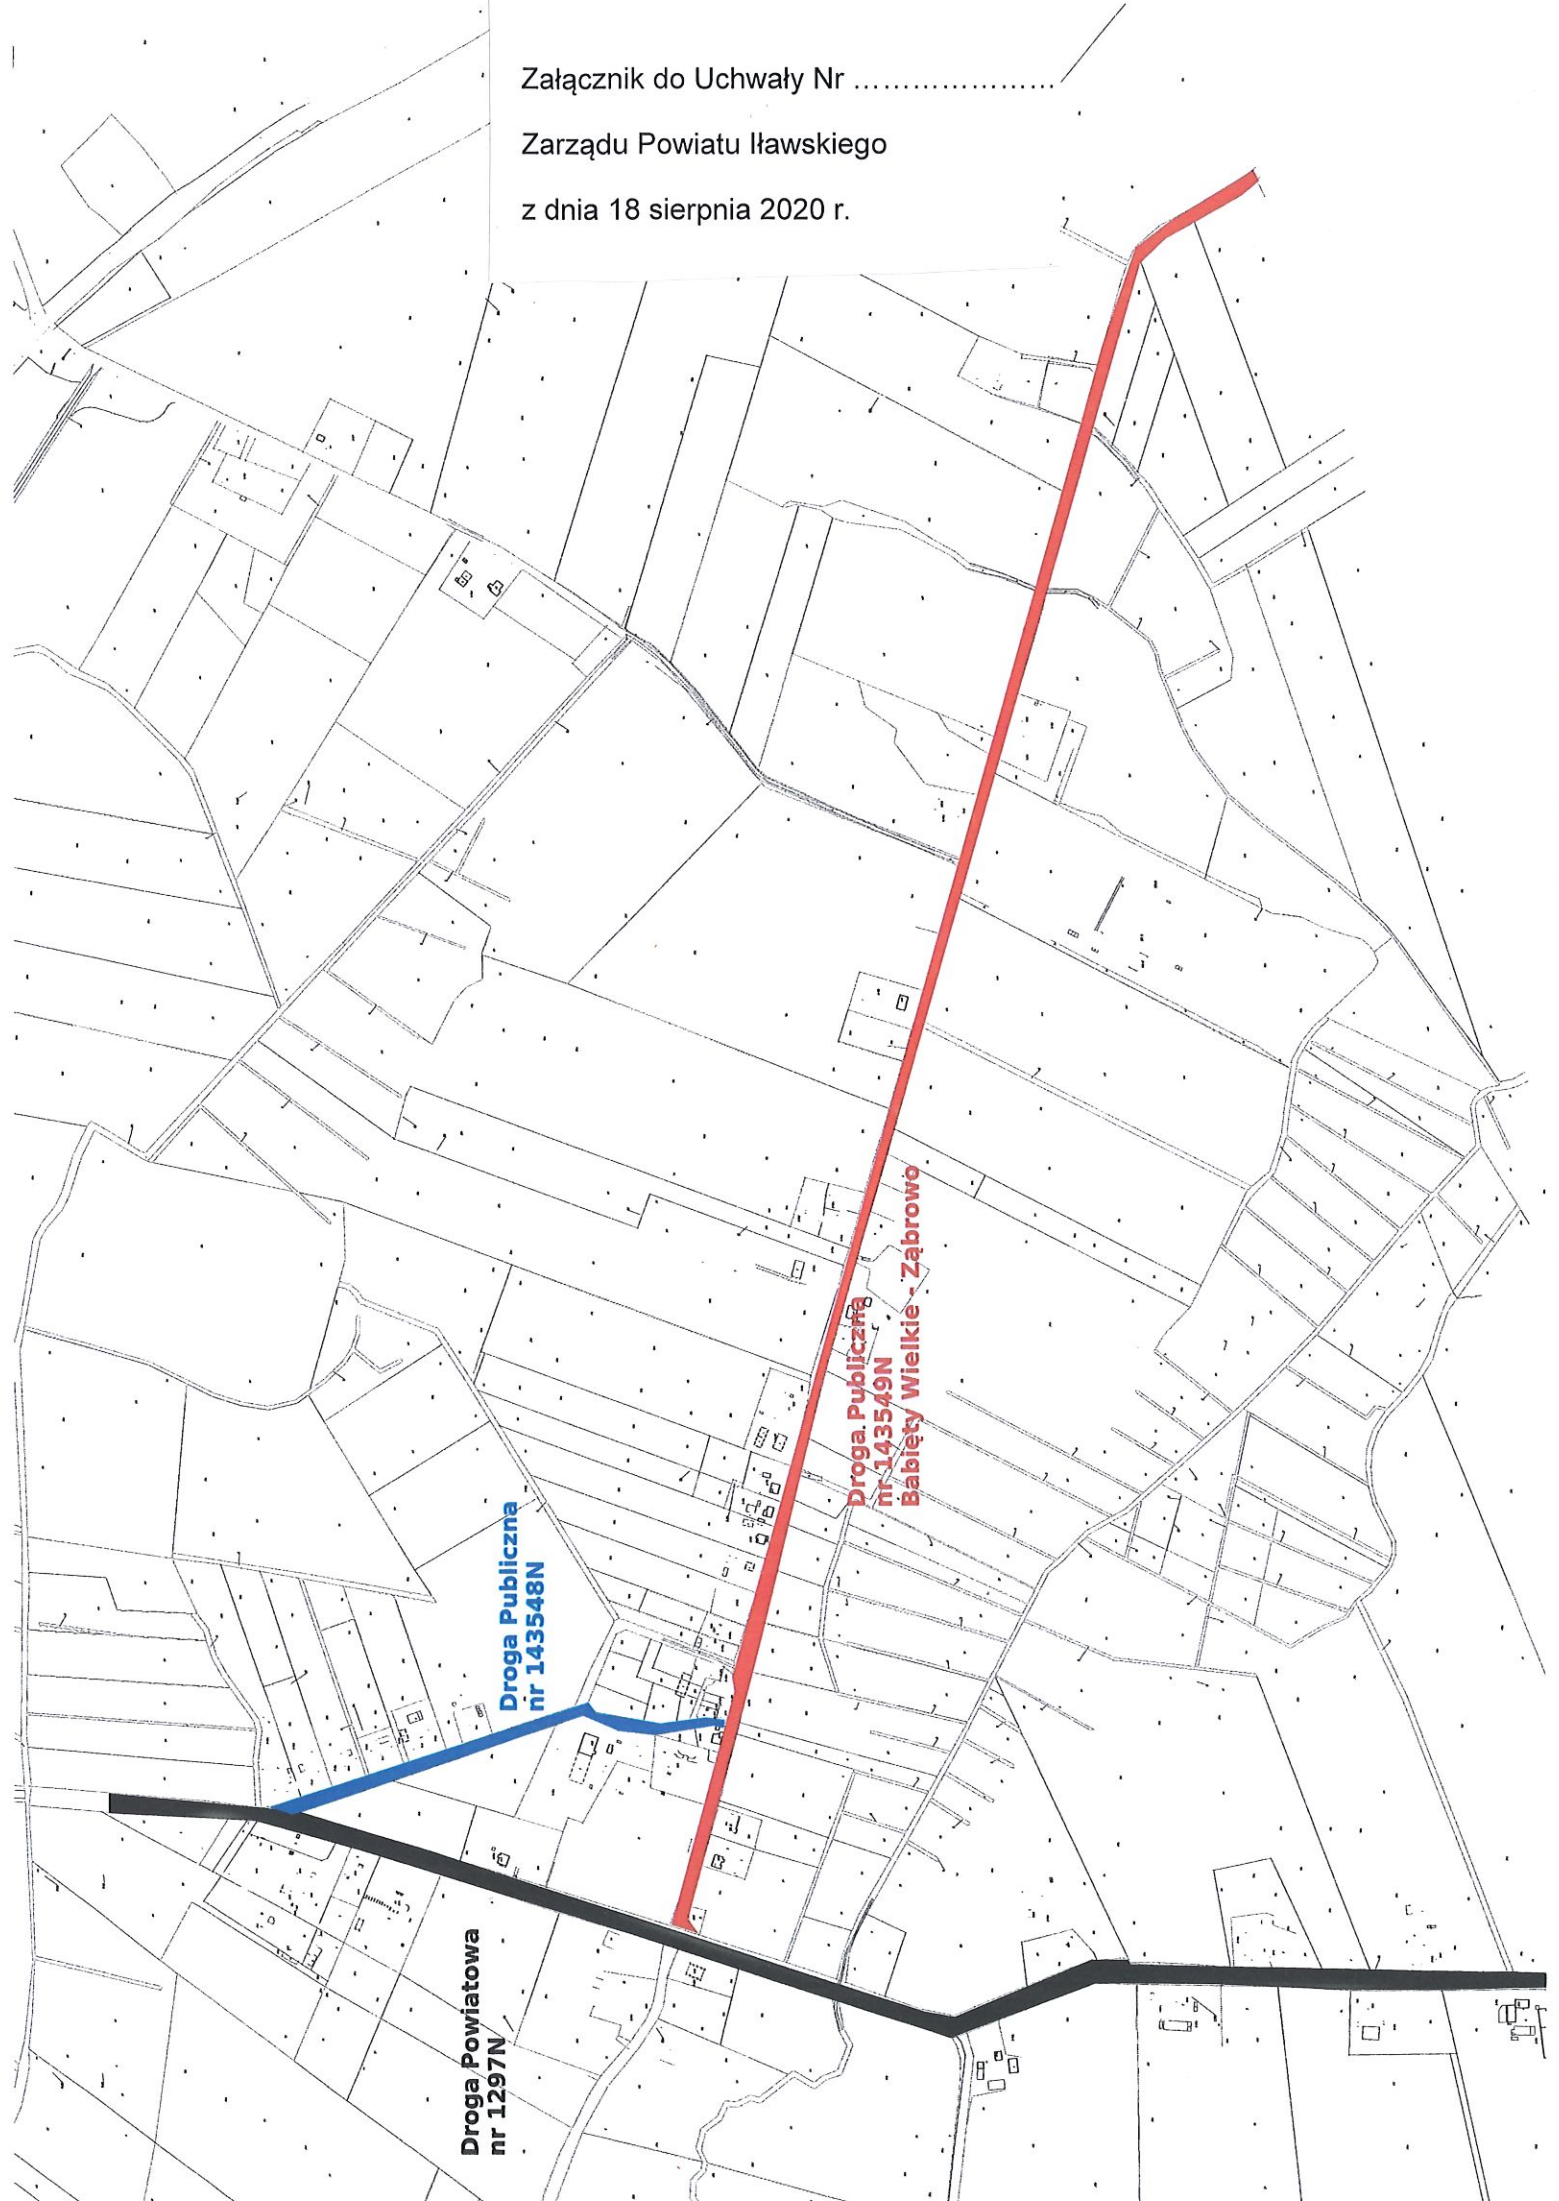 Załącznik do Uchwały Nr …………………
Zarządu Powiatu Iławskiego
z dnia 18 sierpnia 2020 r.
Droga Publiczna
nr 143549N
Babięty Wielkie - Ząbrowo
Droga Publiczna
nr 143548N
Droga Powiatowa
nr 1297N